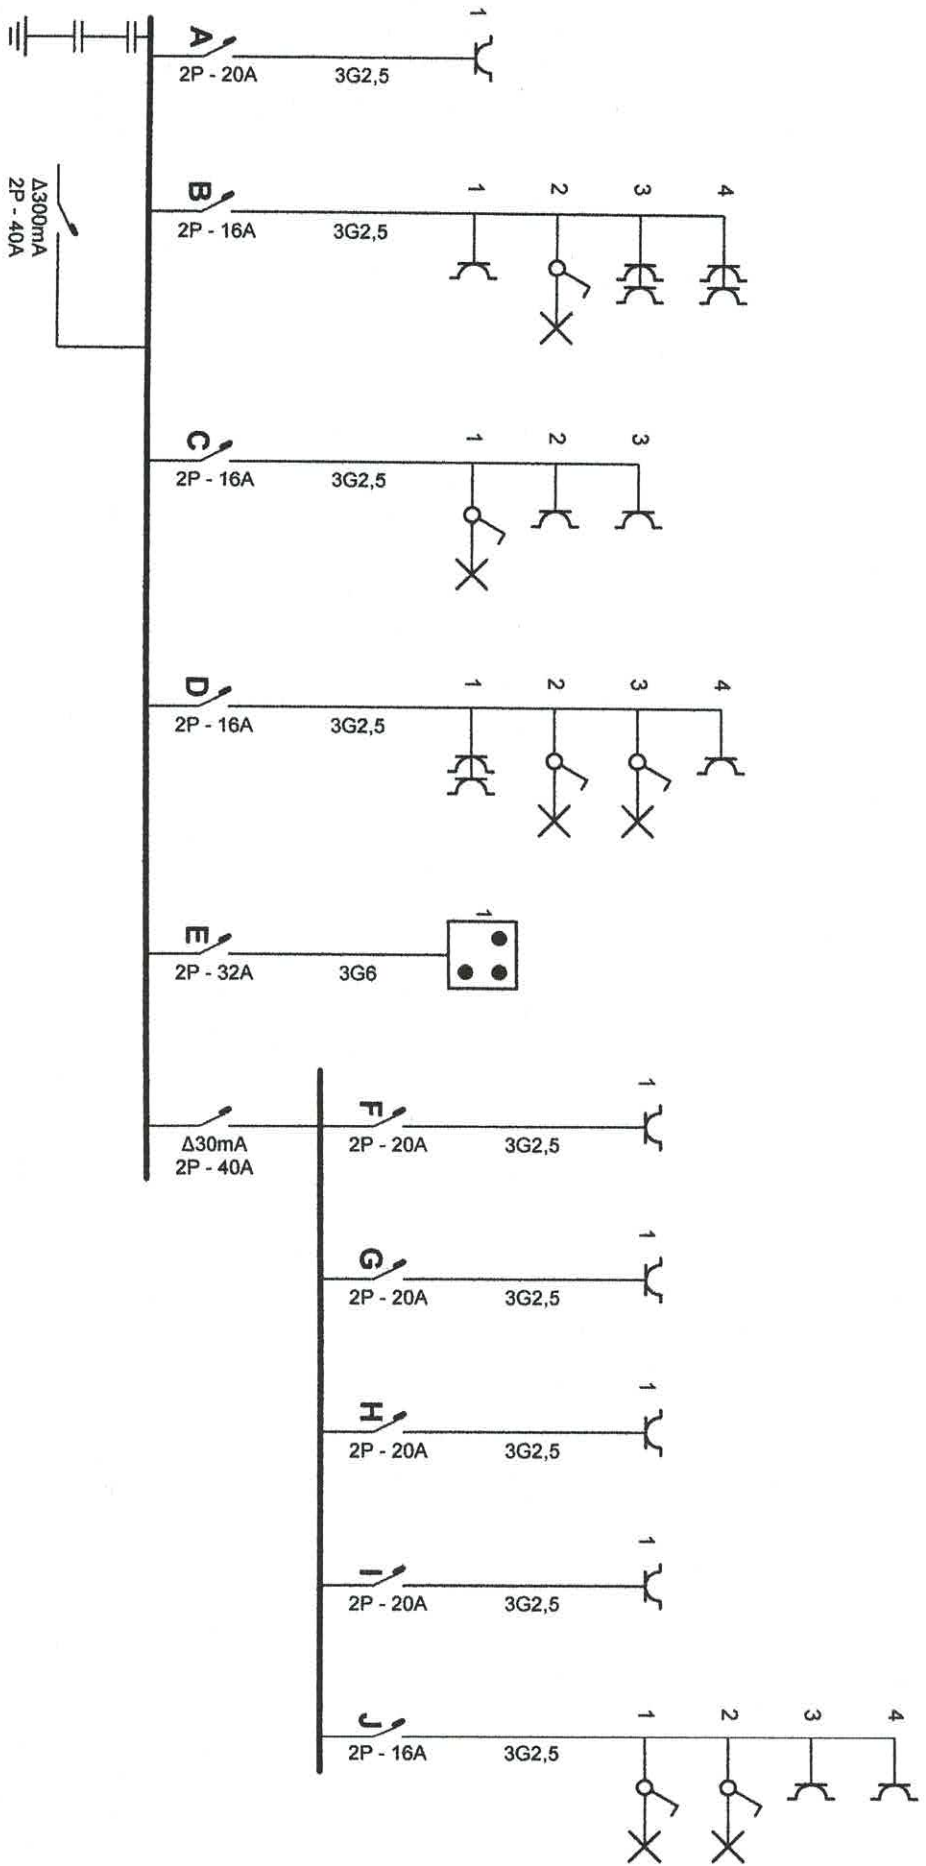 A
2P - 20A
3G2,5
1
Δ300mA
2P - 40A
B
2P - 16A
3G2,5
1
2
3
4
C
2P - 16A
3G2,5
1
2
3
D
2P - 16A
3G2,5
1
2
3
4
E
2P - 32A
3G6
1
Δ30mA
2P - 40A
F
2P - 20A
3G2,5
1
G
2P - 20A
3G2,5
1
H
2P - 20A
3G2,5
1
I
2P - 20A
3G2,5
1
J
2P - 16A
3G2,5
1
2
3
4